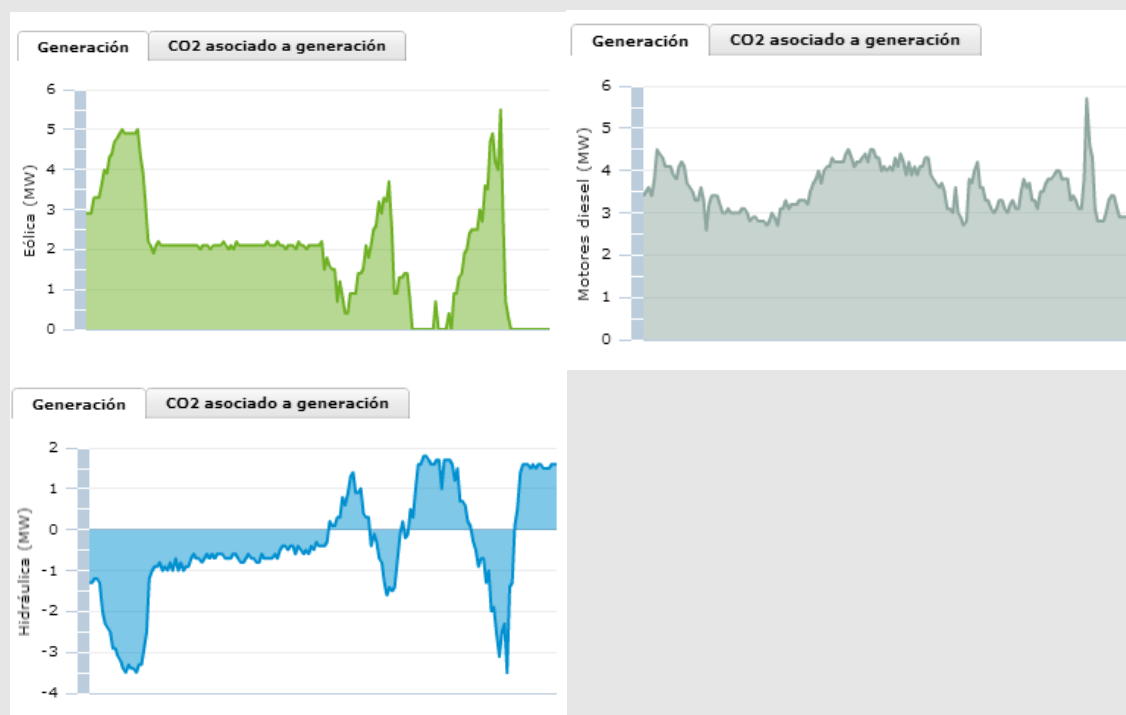 Generación
CO2 asociado a generación
Eólica (MW)
6
5
4
3
2
1
0
Generación
CO2 asociado a generación
Motores diesel (MW)
6
5
4
3
2
1
0
Generación
CO2 asociado a generación
Hidráulica (MW)
2
1
0
-1
-2
-3
-4